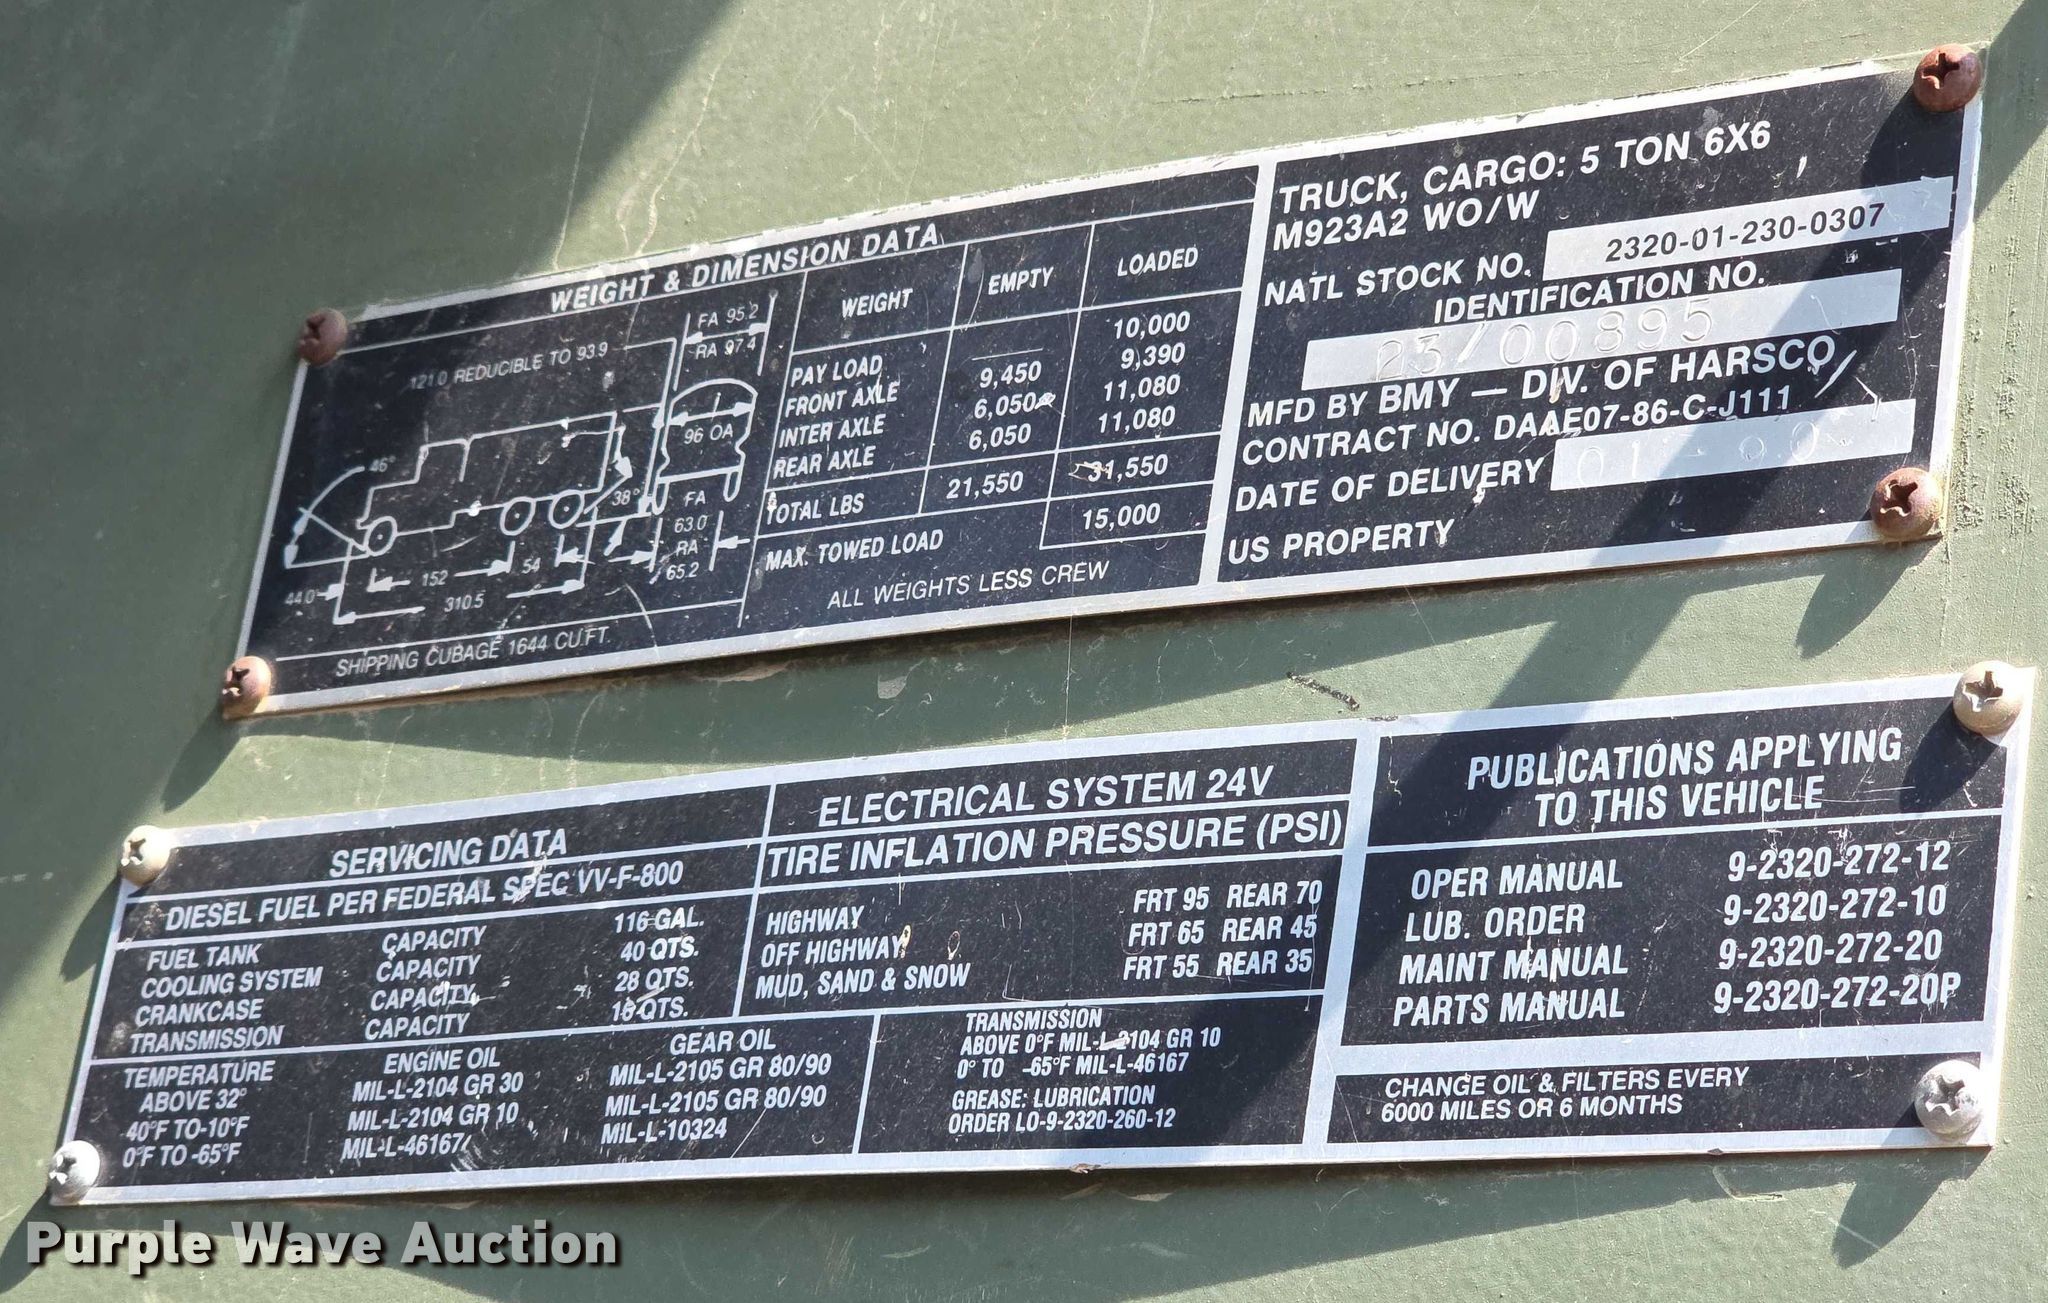 WEIGHT & DIMENSION DATA
121.0 REDUCIBLE TO 93.9
FA 95.2
RA 97.4
96 OA
46°
38°
FA
63.0
RA
65.2
44.0
152
54
310.5
SHIPPING CUBAGE 1644 CU.FT.
WEIGHT EMPTY LOADED
PAY LOAD 10,000
FRONT AXLE 9,450 9,390
INTER AXLE 6,050 11,080
REAR AXLE 6,050 11,080
TOTAL LBS 21,550 31,550
MAX. TOWED LOAD 15,000
ALL WEIGHTS LESS CREW
TRUCK, CARGO: 5 TON 6X6
M923A2 WO/W
NATL STOCK NO. 2320-01-230-0307
IDENTIFICATION NO.
23/00895
MFD BY BMY — DIV. OF HARSCO
CONTRACT NO. DAAE07-86-C-J111
DATE OF DELIVERY 01-90
US PROPERTY
SERVICING DATA
DIESEL FUEL PER FEDERAL SPEC VV-F-800
FUEL TANK CAPACITY 116 GAL.
COOLING SYSTEM CAPACITY 40 QTS.
CRANKCASE CAPACITY 28 QTS.
TRANSMISSION CAPACITY 16 QTS.
TEMPERATURE ENGINE OIL GEAR OIL
ABOVE 32° MIL-L-2104 GR 30 MIL-L-2105 GR 80/90
40°F TO-10°F MIL-L-2104 GR 10 MIL-L-2105 GR 80/90
0°F TO -65°F MIL-L-46167 MIL-L-10324
ELECTRICAL SYSTEM 24V
TIRE INFLATION PRESSURE (PSI)
HIGHWAY FRT 95 REAR 70
OFF HIGHWAY FRT 65 REAR 45
MUD, SAND & SNOW FRT 55 REAR 35
TRANSMISSION
ABOVE 0°F MIL-L-2104 GR 10
0° TO -65°F MIL-L-46167
GREASE: LUBRICATION
ORDER LO-9-2320-260-12
PUBLICATIONS APPLYING
TO THIS VEHICLE
OPER MANUAL 9-2320-272-12
LUB. ORDER 9-2320-272-10
MAINT MANUAL 9-2320-272-20
PARTS MANUAL 9-2320-272-20P
CHANGE OIL & FILTERS EVERY
6000 MILES OR 6 MONTHS
Purple Wave Auction